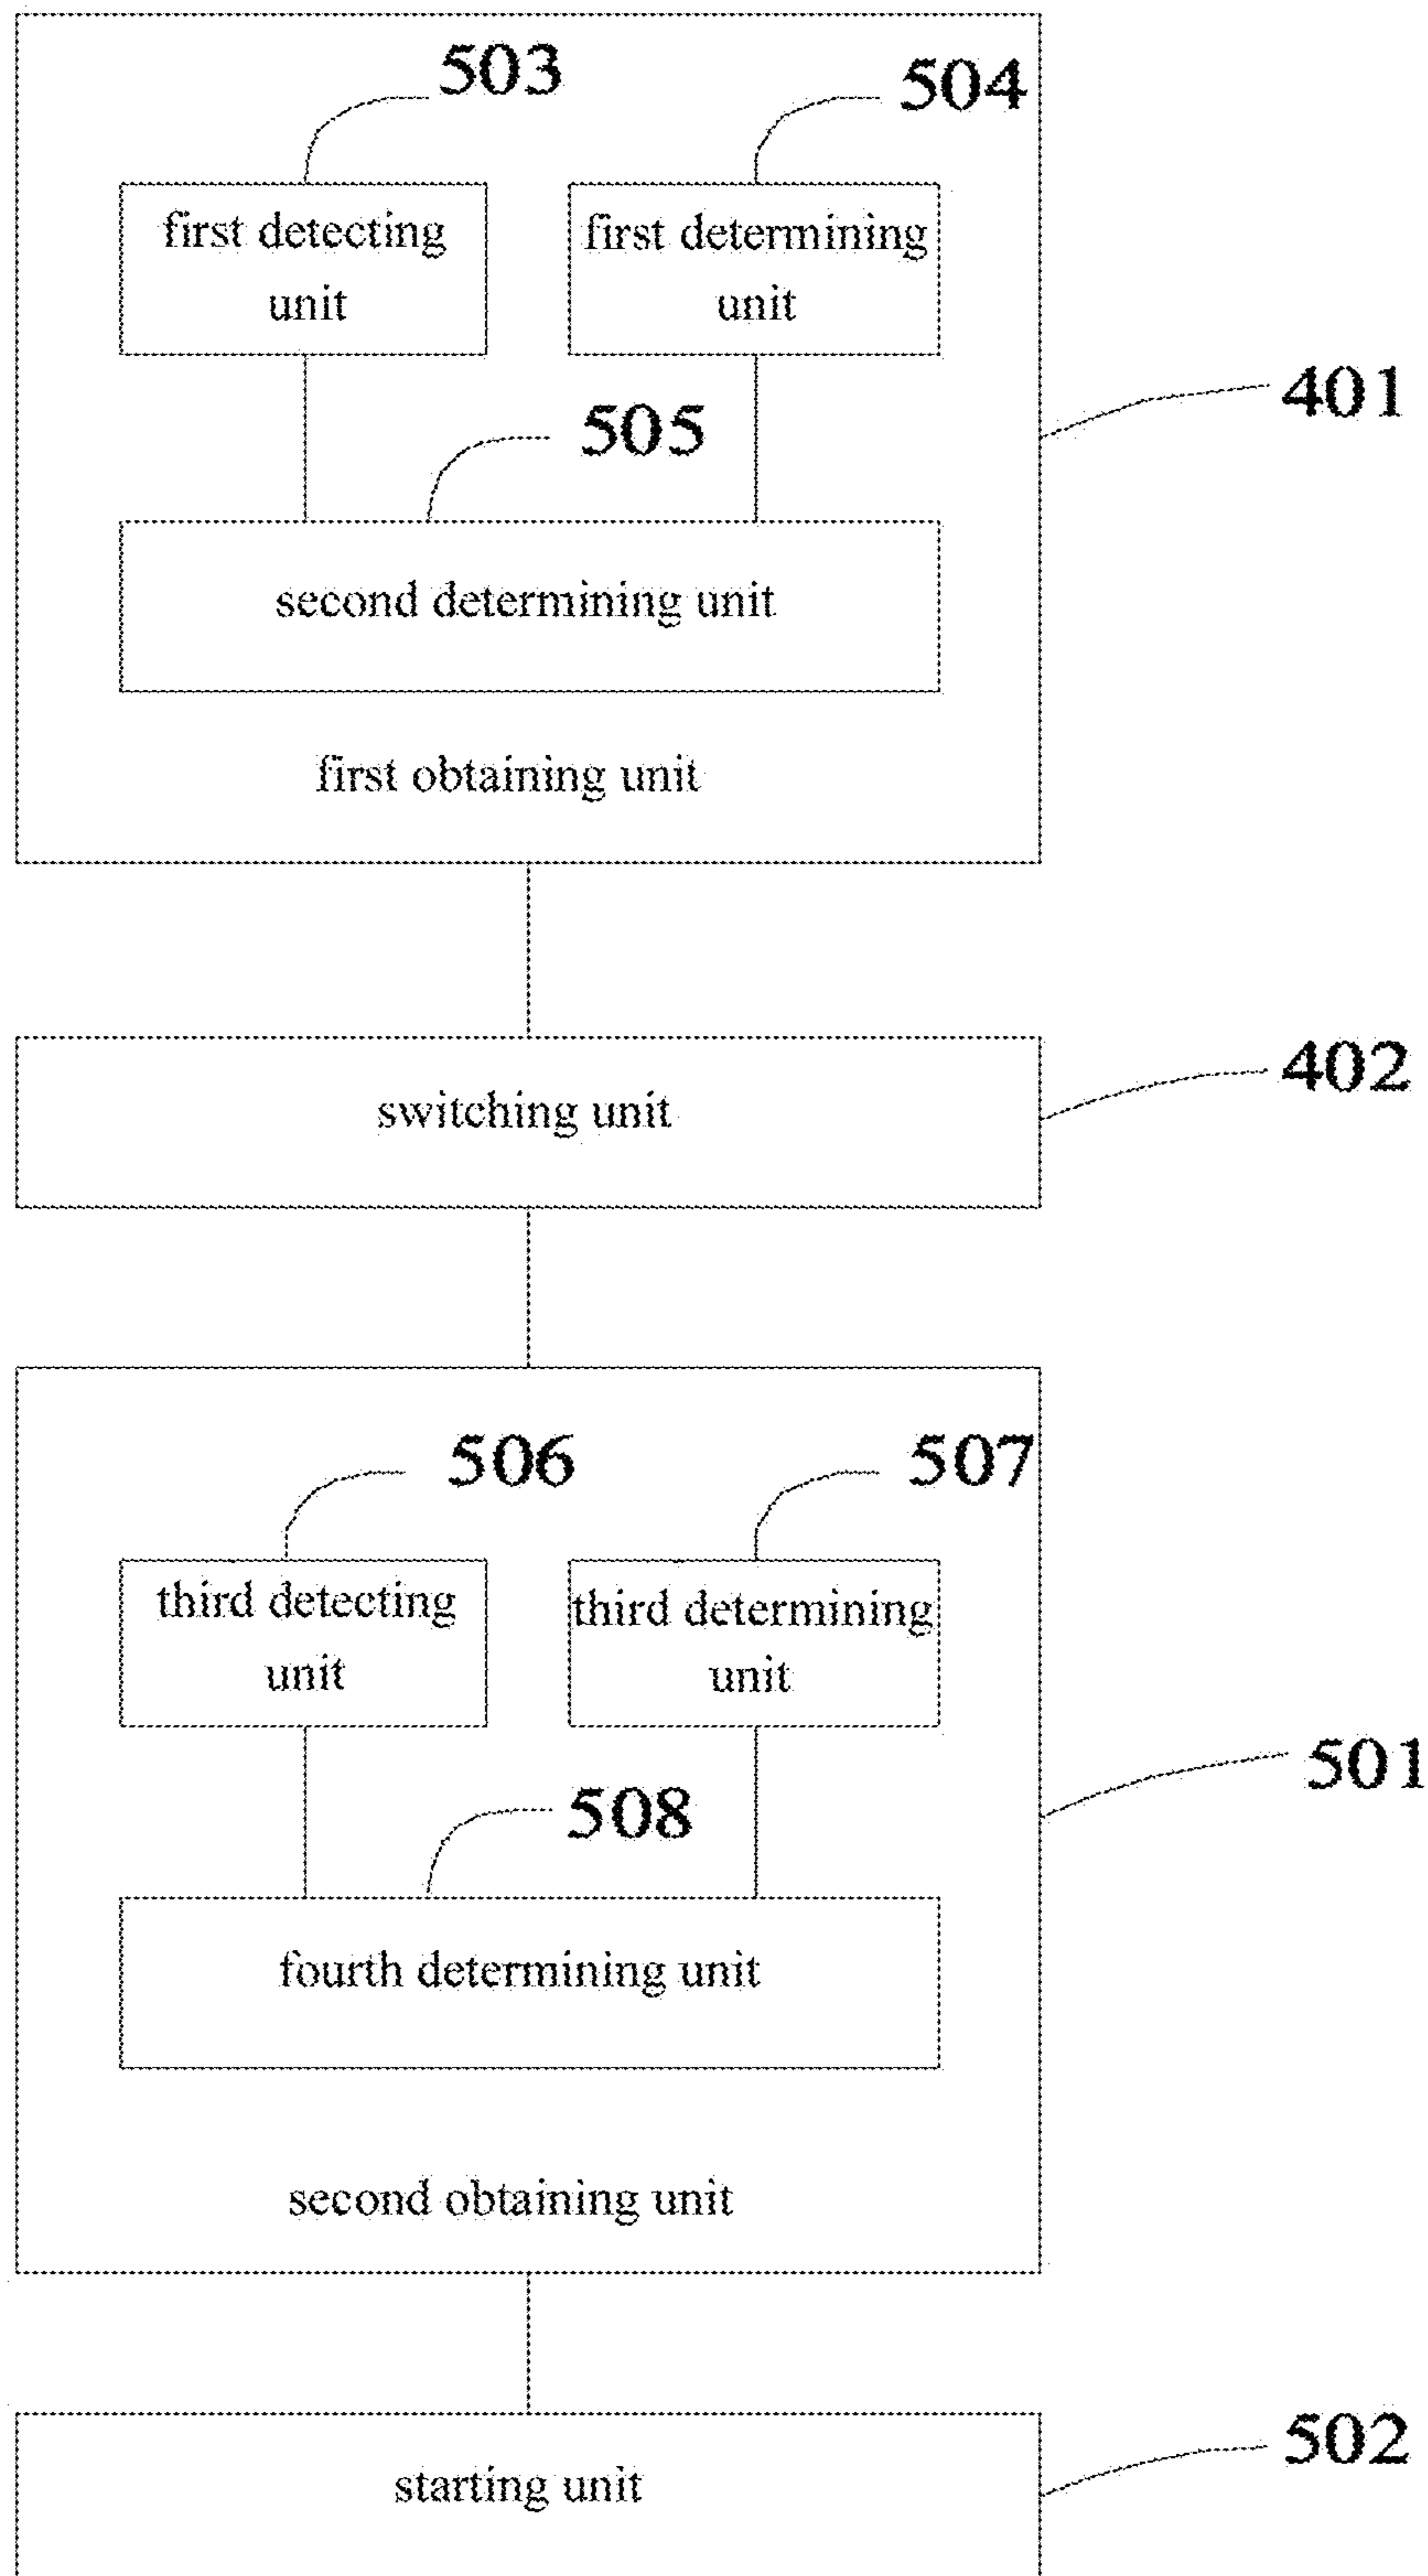 503
504
first detecting
unit
first determining
unit
401
505
second determining unit
first obtaining unit
402
switching unit
506
507
third detecting
unit
third determining
unit
501
508
fourth determining unit
second obtaining unit
502
starting unit